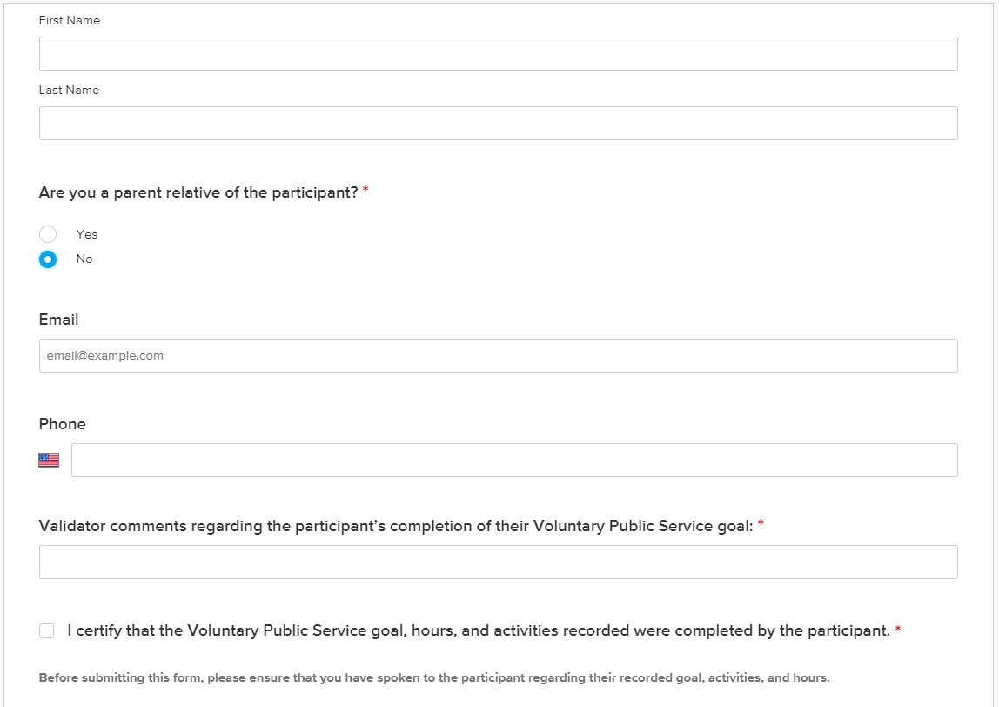 First Name
Last Name
Are you a parent relative of the participant? *
Yes
No
Email
email@example.com
Phone
Validator comments regarding the participant’s completion of their Voluntary Public Service goal: *
I certify that the Voluntary Public Service goal, hours, and activities recorded were completed by the participant. *
Before submitting this form, please ensure that you have spoken to the participant regarding their recorded goal, activities, and hours.